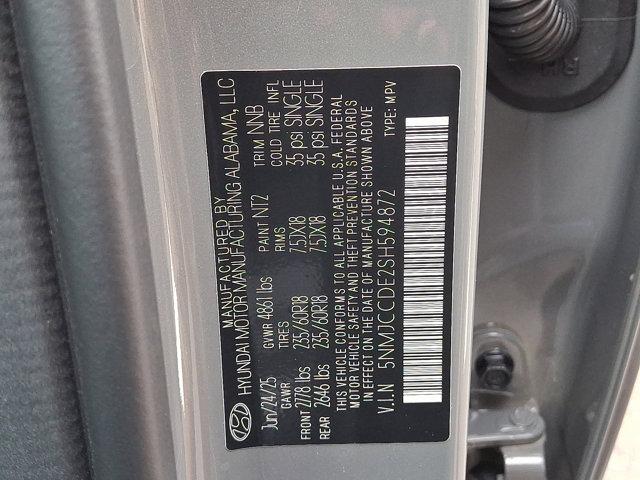 MANUFACTURED BY
HYUNDAI MOTOR MANUFACTURING ALABAMA, LLC
Jun/24/25 GVWR 4861 lbs PAINT NT2 TRIM NNB
GAWR TIRES RIMS COLD TIRE INFL
FRONT 2778 lbs 235/60R18 7.5JX18 35 psi SINGLE
REAR 2646 lbs 235/60R18 7.5JX18 35 psi SINGLE
THIS VEHICLE CONFORMS TO ALL APPLICABLE U.S.A. FEDERAL
MOTOR VEHICLE SAFETY AND THEFT PREVENTION STANDARDS
IN EFFECT ON THE DATE OF MANUFACTURE SHOWN ABOVE
V.I.N 5NMJCCDE2SH594872 TYPE: MPV
RH